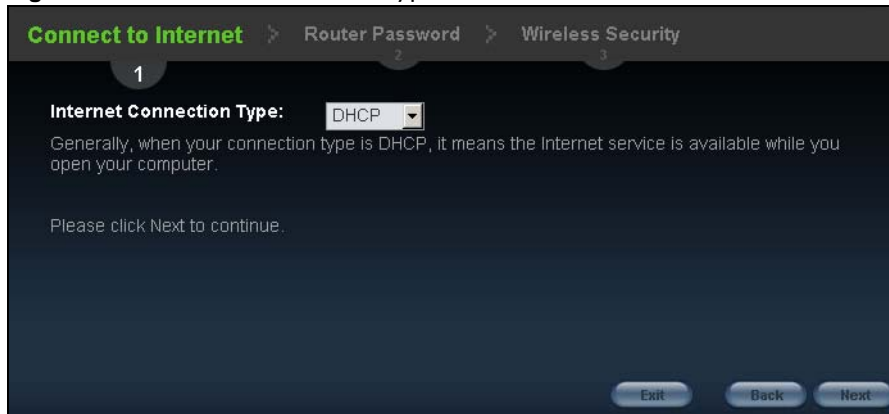 Connect to Internet > Router Password > Wireless Security
1 2 3
Internet Connection Type: DHCP
Generally, when your connection type is DHCP, it means the Internet service is available while you
open your computer.
Please click Next to continue.
Exit Back Next